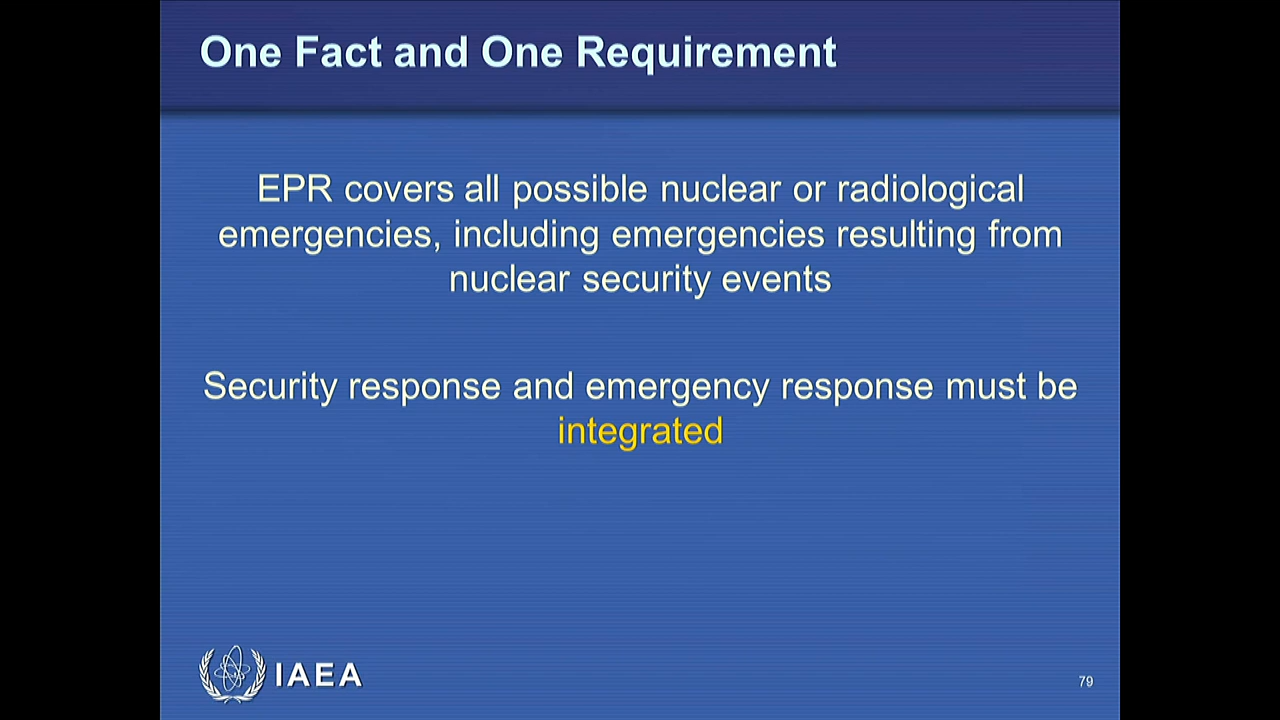 One Fact and One Requirement
EPR covers all possible nuclear or radiological
emergencies, including emergencies resulting from
nuclear security events
Security response and emergency response must be
integrated
IAEA
79